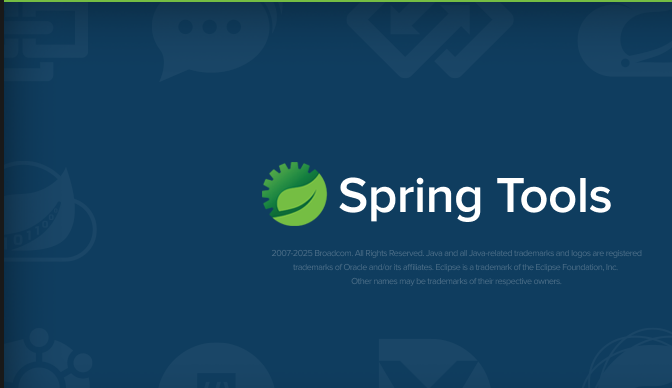 Spring Tools
2007-2025 Broadcom. All Rights Reserved. Java and all Java-related trademarks and logos are registered
trademarks of Oracle and/or its affiliates. Eclipse is a trademark of the Eclipse Foundation, Inc.
Other names may be trademarks of their respective owners.